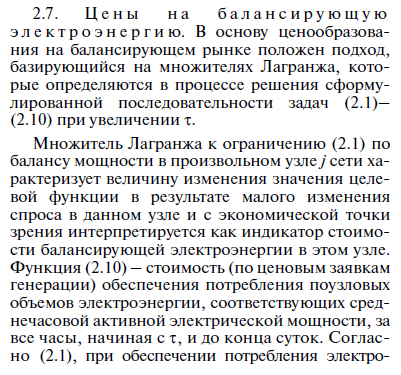 2.7. Цены на балансирующую
электроэнергию. В основу ценообразова-
ния на балансирующем рынке положен подход,
базирующийся на множителях Лагранжа, кото-
рые определяются в процессе решения сформу-
лированной последовательности задач (2.1)–
(2.10) при увеличении τ.
Множитель Лагранжа к ограничению (2.1) по
балансу мощности в произвольном узле j сети ха-
рактеризует величину изменения значения целе-
вой функции в результате малого изменения
спроса в данном узле и с экономической точки
зрения интерпретируется как индикатор стоимо-
сти балансирующей электроэнергии в этом узле.
Функция (2.10) – стоимость (по ценовым заявкам
генерации) обеспечения потребления поузловых
объемов электроэнергии, соответствующих сред-
нечасовой активной электрической мощности, за
все часы, начиная с τ, и до конца суток. Соглас-
но (2.1), при обеспечении потребления электро-